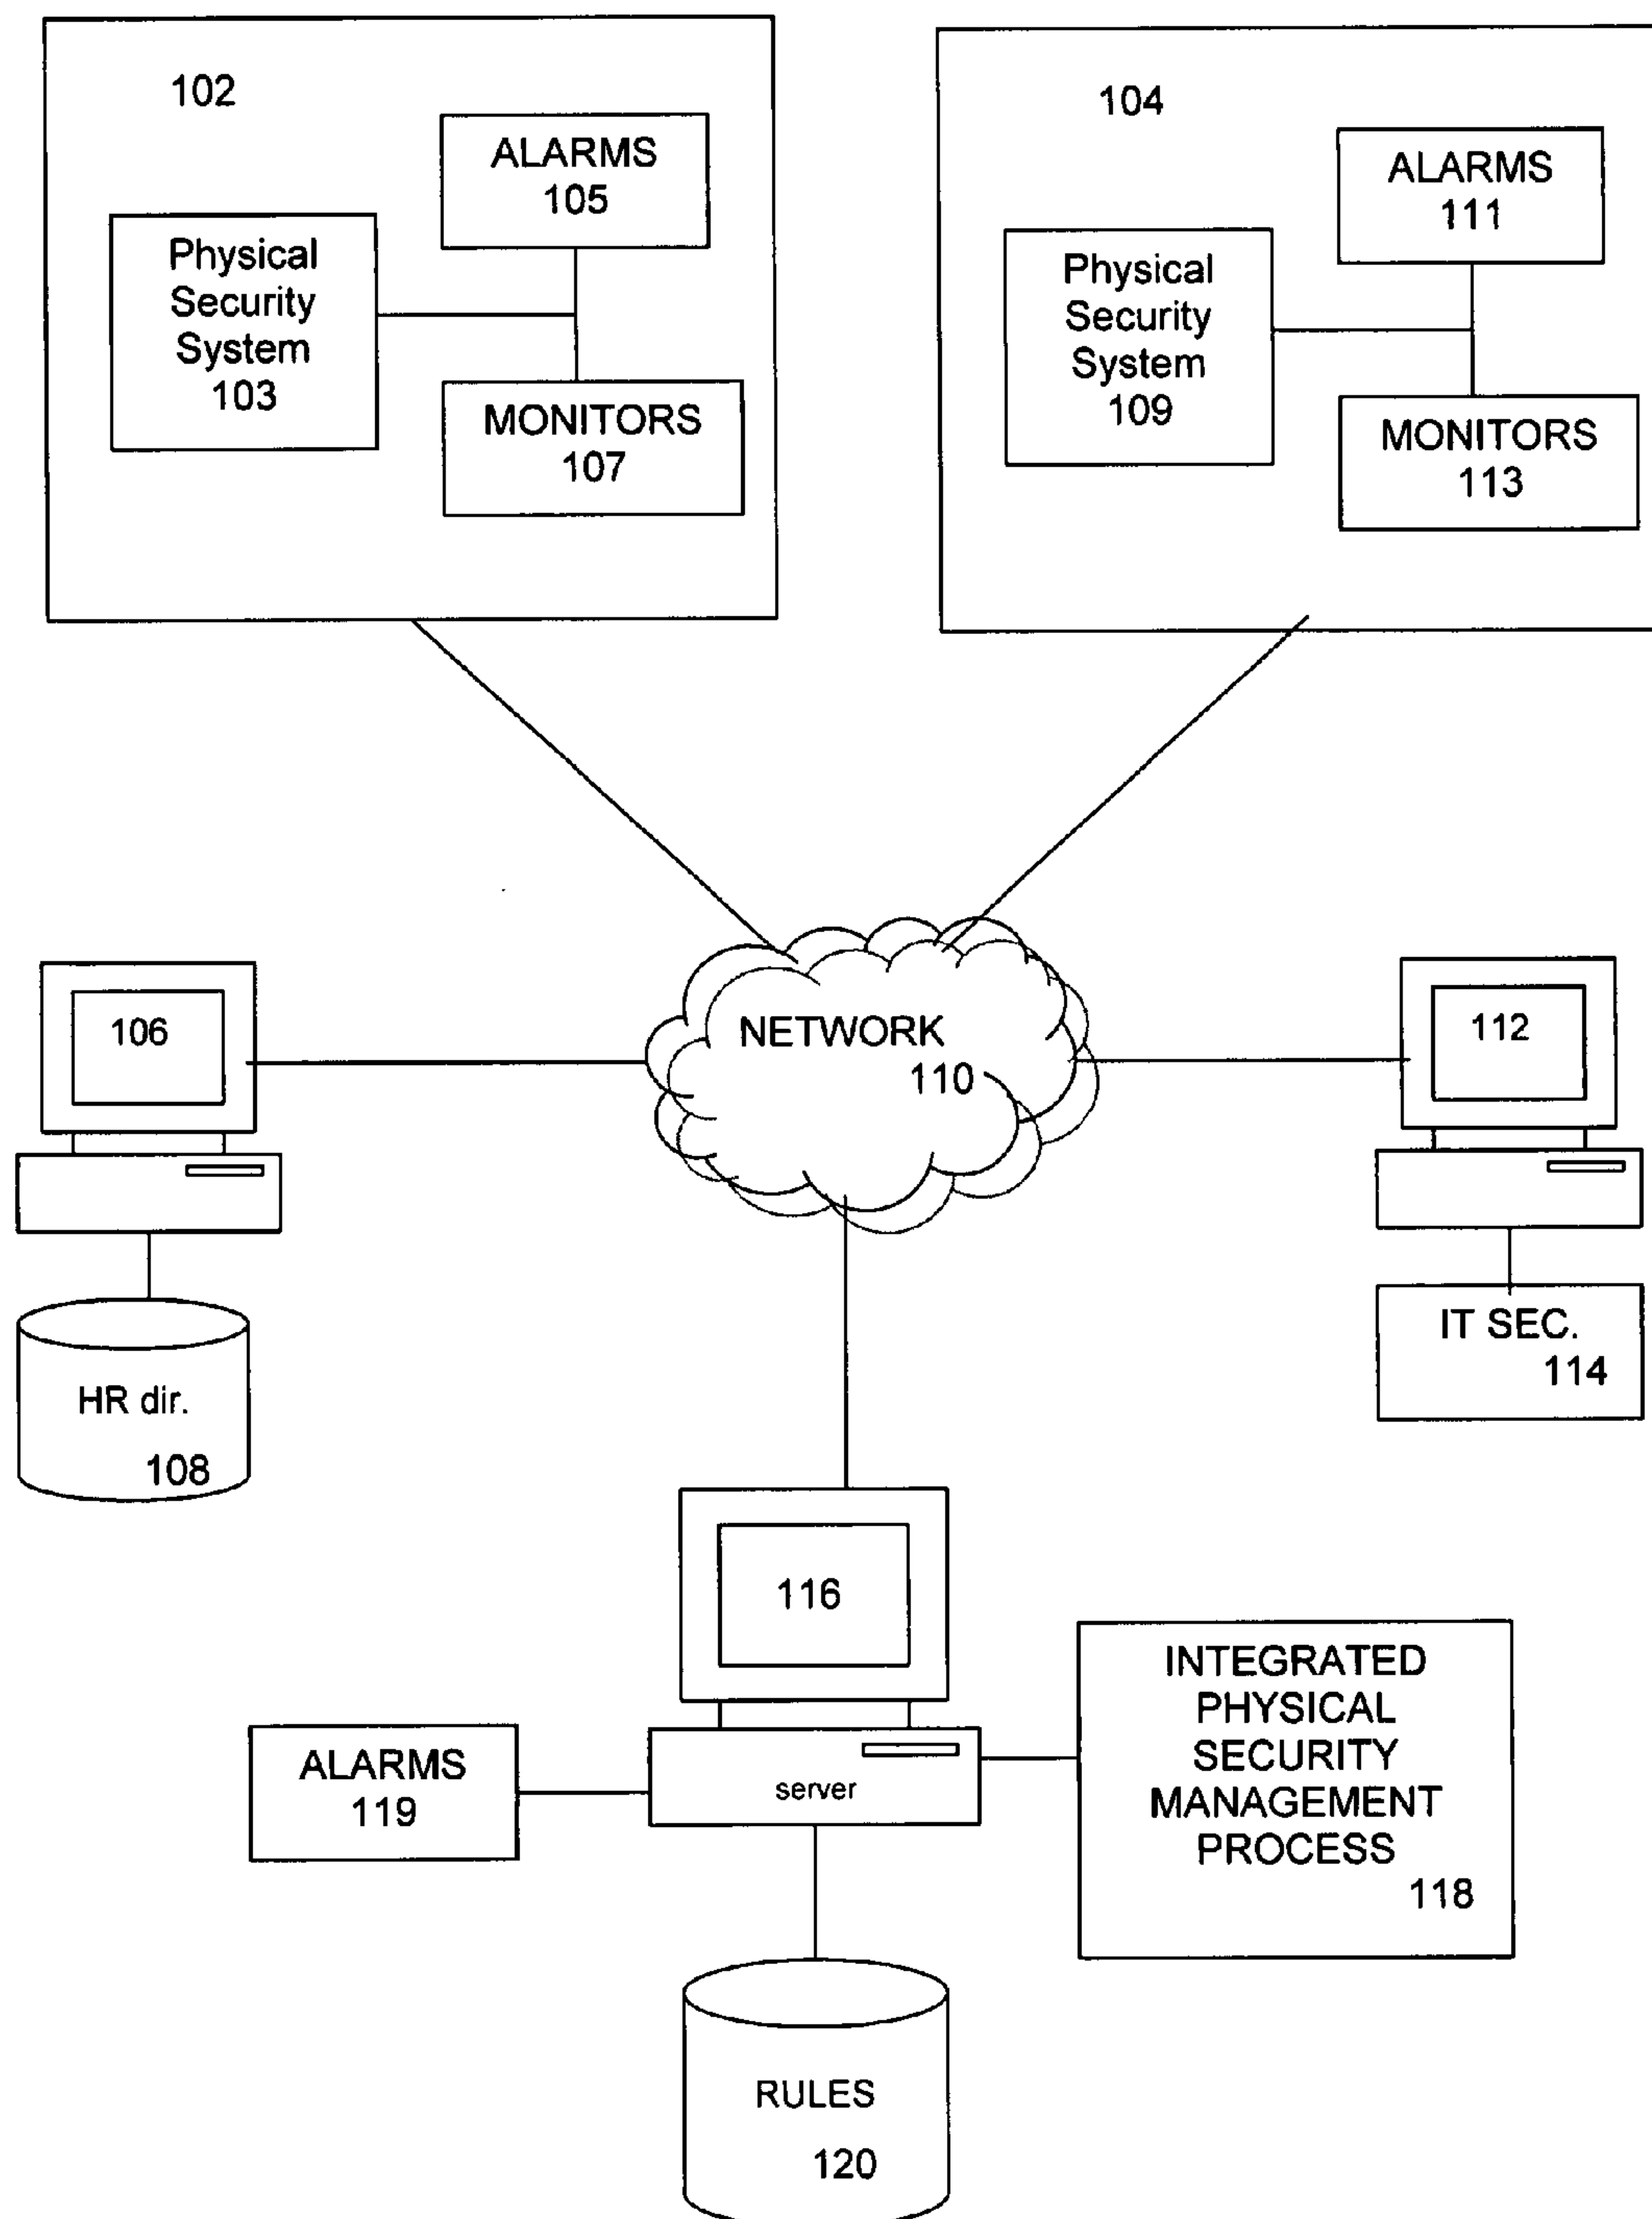 102
ALARMS
105
Physical
Security
System
103
MONITORS
107
104
ALARMS
111
Physical
Security
System
109
MONITORS
113
106
NETWORK
110
112
HR dir.
108
IT SEC.
114
116
server
ALARMS
119
INTEGRATED
PHYSICAL
SECURITY
MANAGEMENT
PROCESS
118
RULES
120